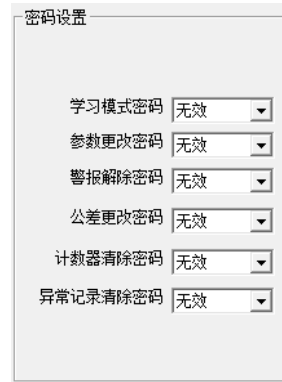 密码设置
学习模式密码 无效
参数更改密码 无效
警报解除密码 无效
公差更改密码 无效
计数器清除密码 无效
异常记录清除密码 无效